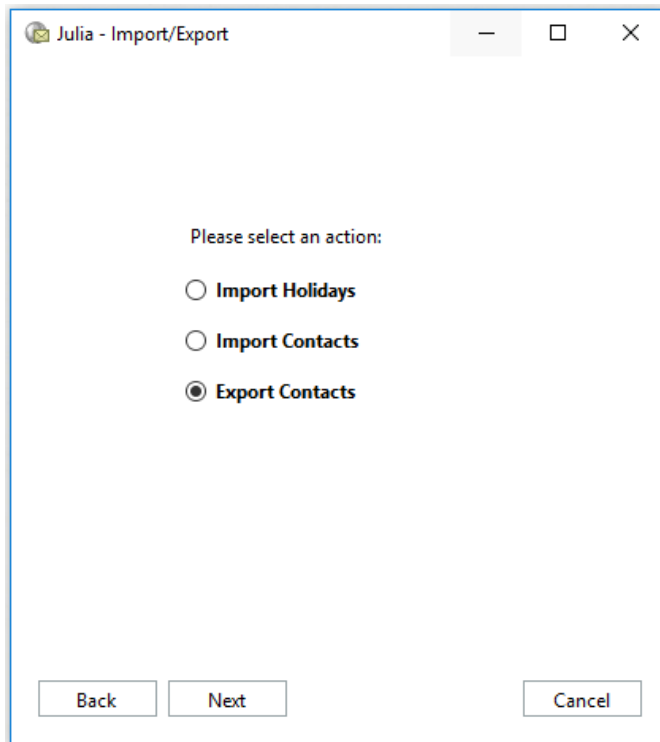 Julia - Import/Export
Please select an action:
Import Holidays
Import Contacts
Export Contacts
Back Next Cancel